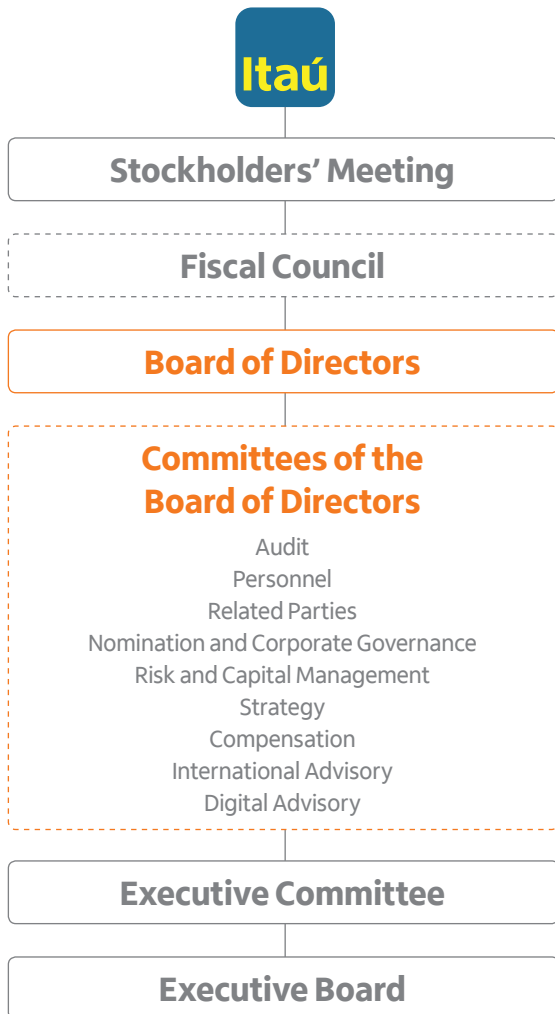 Itaú
Stockholders’ Meeting
Fiscal Council
Board of Directors
Committees of the
Board of Directors
Audit
Personnel
Related Parties
Nomination and Corporate Governance
Risk and Capital Management
Strategy
Compensation
International Advisory
Digital Advisory
Executive Committee
Executive Board